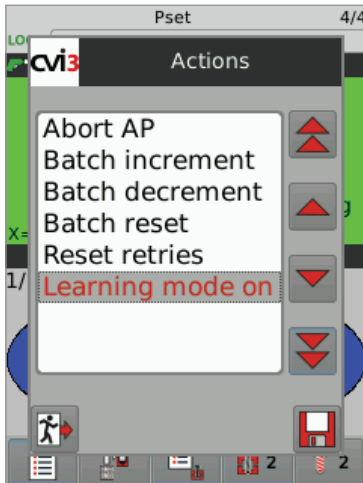 Pset 4/4
LO
cvi3 Actions
Abort AP
Batch increment
Batch decrement
Batch reset
Reset retries
Learning mode on
X=
g
1/
2 2